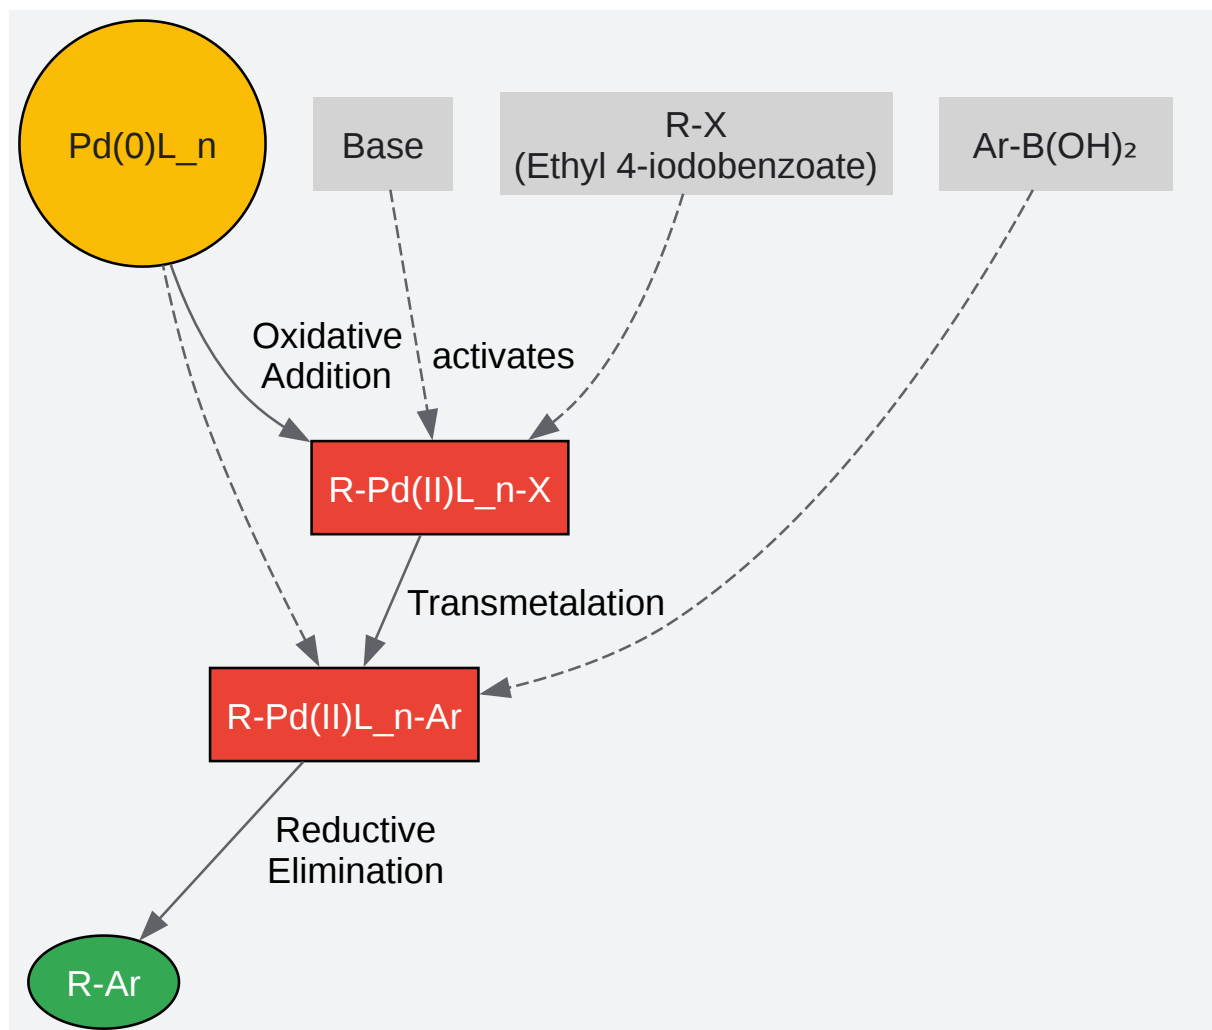 Pd(0)L_n
Base
R-X
(Ethyl 4-iodobenzoate)
Ar-B(OH)₂
Oxidative
Addition
activates
R-Pd(II)L_n-X
Transmetalation
R-Pd(II)L_n-Ar
Reductive
Elimination
R-Ar